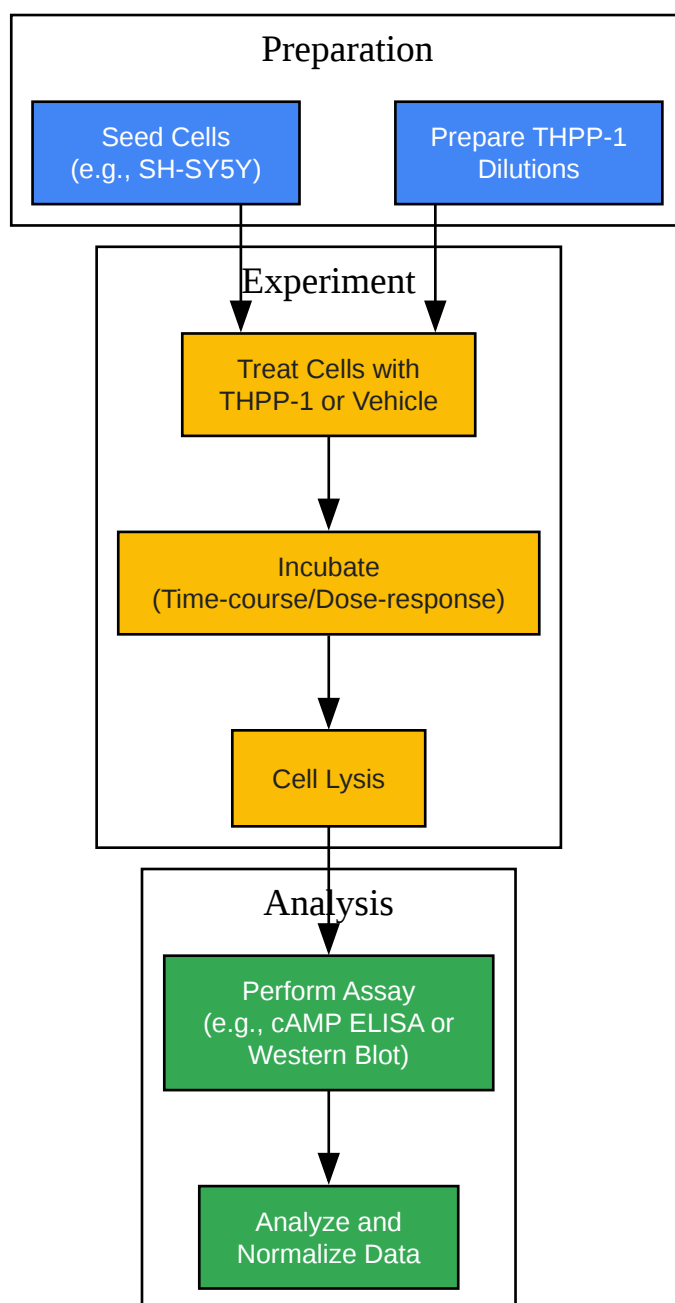 Preparation
Seed Cells
(e.g., SH-SY5Y)
Prepare THPP-1
Dilutions
Experiment
Treat Cells with
THPP-1 or Vehicle
Incubate
(Time-course/Dose-response)
Cell Lysis
Analysis
Perform Assay
(e.g., cAMP ELISA or
Western Blot)
Analyze and
Normalize Data